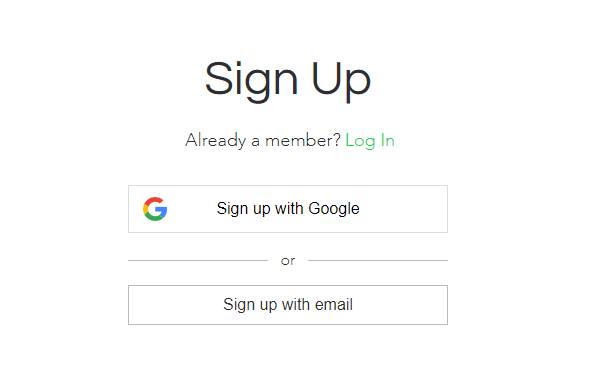 Sign Up
Already a member? Log In
Sign up with Google
or
Sign up with email